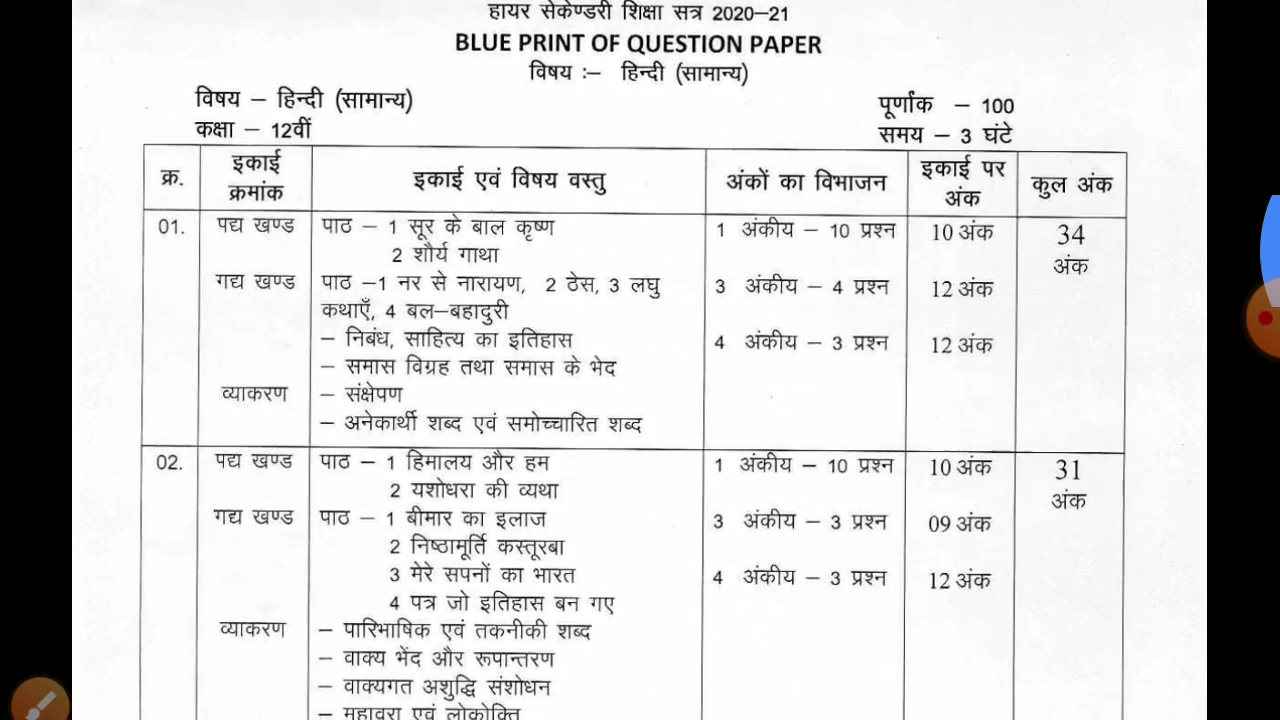 हायर सेकेण्डरी शिक्षा सत्र 2020–21
BLUE PRINT OF QUESTION PAPER
विषय :– हिन्दी (सामान्य)
विषय – हिन्दी (सामान्य) पूर्णांक – 100
कक्षा – 12वीं समय – 3 घंटे
क्र. इकाई क्रमांक इकाई एवं विषय वस्तु अंकों का विभाजन इकाई पर अंक कुल अंक
01. पद्य खण्ड पाठ – 1 सूर के बाल कृष्ण 1 अंकीय – 10 प्रश्न 10 अंक 34
2 शौर्य गाथा अंक
गद्य खण्ड पाठ –1 नर से नारायण, 2 ठेस, 3 लघु 3 अंकीय – 4 प्रश्न 12 अंक
कथाएँ, 4 बल–बहादुरी
– निबंध, साहित्य का इतिहास 4 अंकीय – 3 प्रश्न 12 अंक
– समास विग्रह तथा समास के भेद
व्याकरण – संक्षेपण
– अनेकार्थी शब्द एवं समोच्चारित शब्द
02. पद्य खण्ड पाठ – 1 हिमालय और हम 1 अंकीय – 10 प्रश्न 10 अंक 31
2 यशोधरा की व्यथा अंक
गद्य खण्ड पाठ – 1 बीमार का इलाज 3 अंकीय – 3 प्रश्न 09 अंक
2 निष्ठामूर्ति कस्तूरबा
3 मेरे सपनों का भारत 4 अंकीय – 3 प्रश्न 12 अंक
4 पत्र जो इतिहास बन गए
व्याकरण – पारिभाषिक एवं तकनीकी शब्द
– वाक्य भेंद और रूपान्तरण
– वाक्यगत अशुद्धि संशोधन
– मुहावरा एवं लोकोक्ति